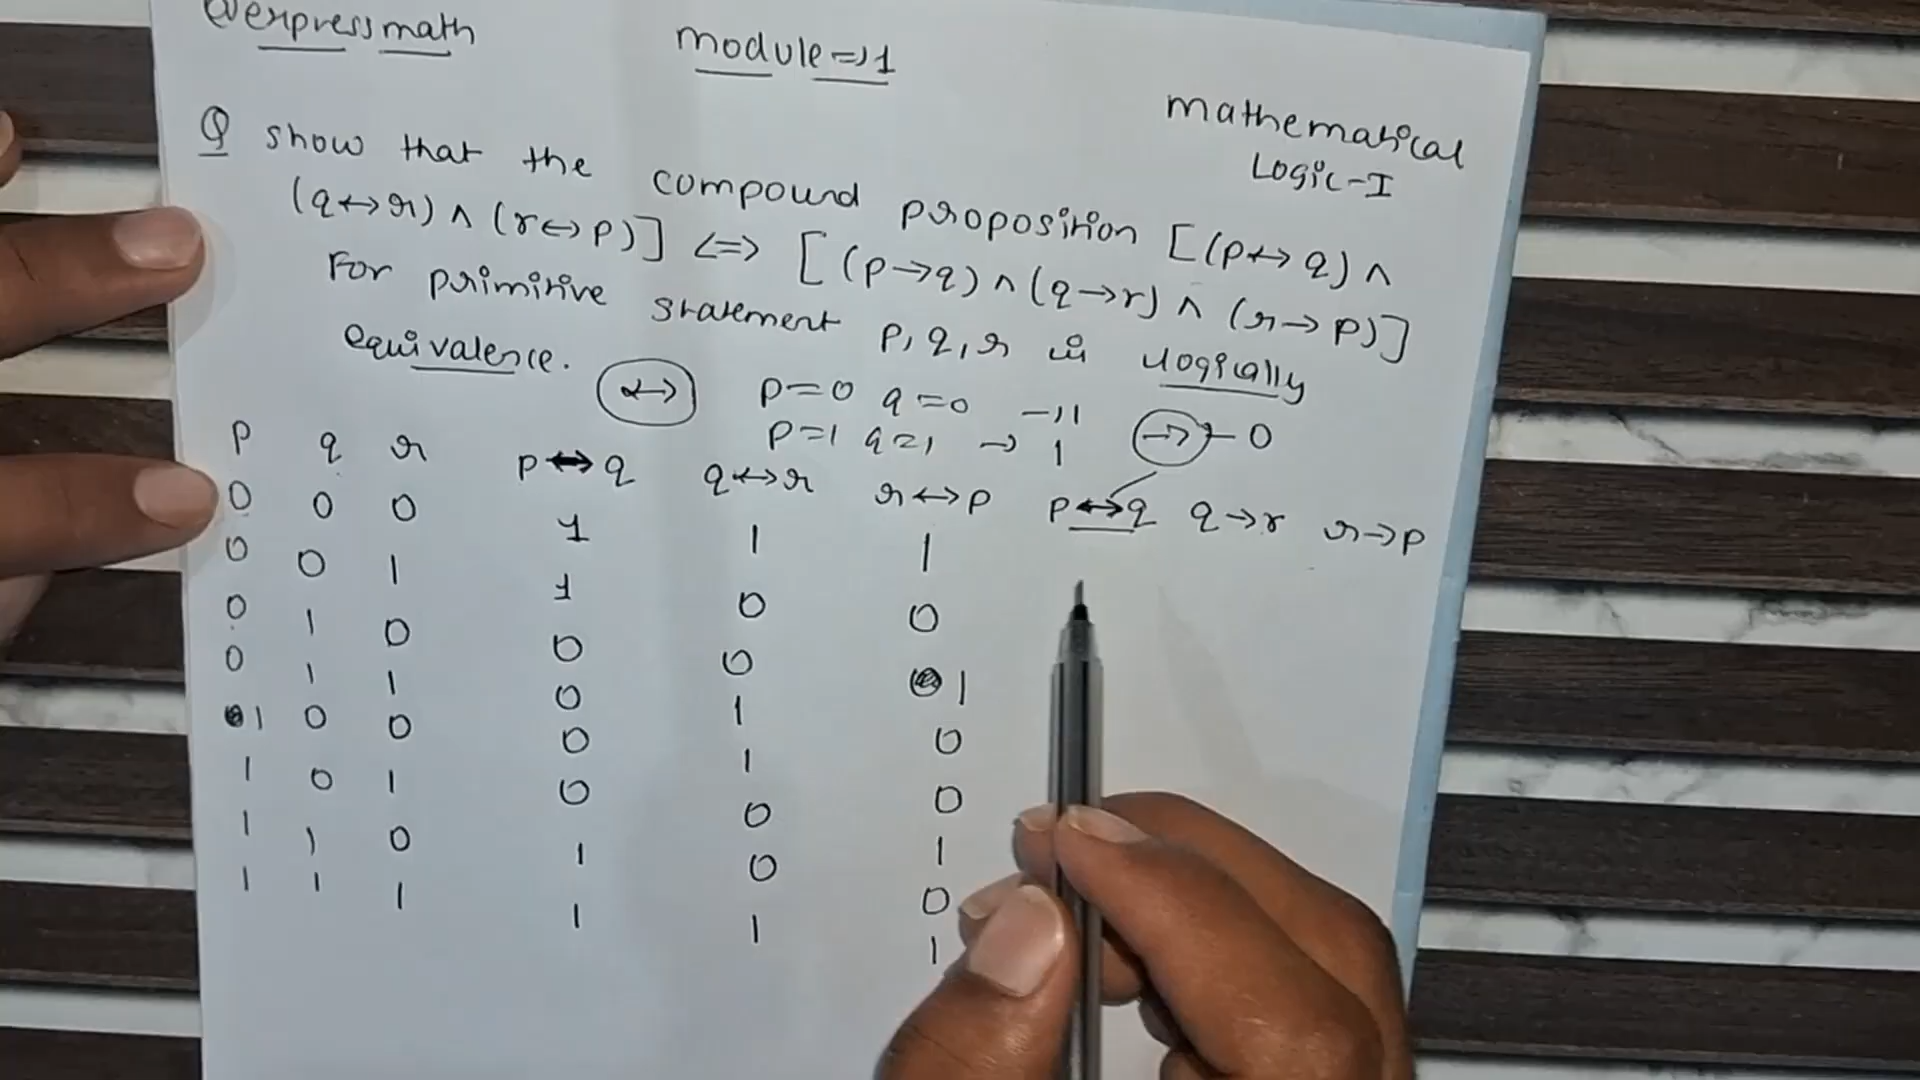 @VexpressMath
Module => 1
Mathematical
Logic-I
Q Show that the compound proposition [(p↔q) ∧
(q↔r) ∧ (r↔p)] <=> [(p→q) ∧ (q→r) ∧ (r→p)]
For primitive statement p, q, r is logically
equivalence.
↔ p=0 q=0 → 1
p=1 q=1 → 1
→ 0
p q r p↔q q↔r r↔p p↔q q→r r→p
0 0 0 1 1 1
0 0 1 1 0 0
0 1 0 0 0 1
0 1 1 0 1 0
1 0 0 0 1 0
1 0 1 0 0 1
1 1 0 1 0 0
1 1 1 1 1 1